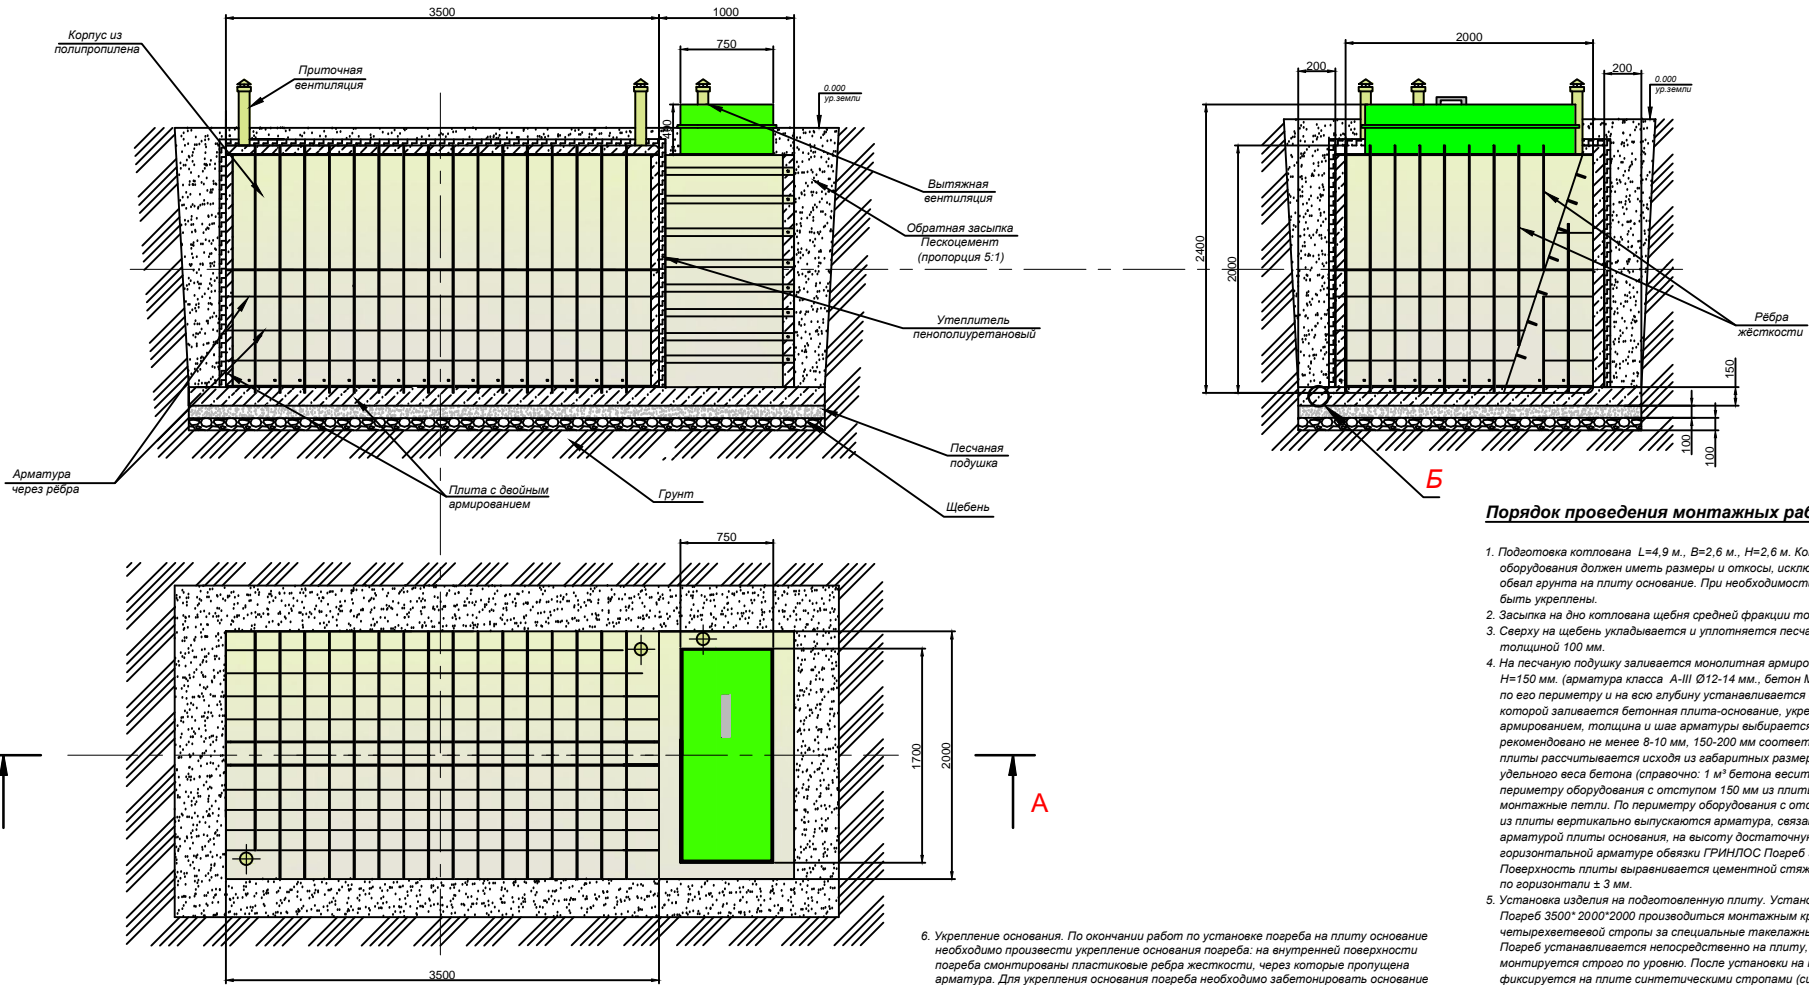 3500
1000
750
Корпус из
полипропилена
Приточная
вентиляция
0.000
ур.земли
400
Вытяжная
вентиляция
Обратная засыпка
Пескоцемент
(пропорция 5:1)
Утеплитель
пенополиуретановый
Песчаная
подушка
Щебень
Грунт
Плита с двойным
армированием
Арматура
через рёбра
2000
200
200
0.000
ур.земли
2400
2000
Рёбра
жёсткости
150
100
100
Б
750
1700
2000
А
3500
Порядок проведения монтажных раб
1. Подготовка котлована L=4,9 м., B=2,6 м., H=2,6 м. Ко
оборудования должен иметь размеры и откосы, исклю
обвал грунта на плиту основание. При необходимост
быть укреплены.
2. Засыпка на дно котлована щебня средней фракции то
3. Сверху на щебень укладывается и уплотняется песча
толщиной 100 мм.
4. На песчаную подушку заливается монолитная армиро
H=150 мм. (арматура класса А-III Ø12-14 мм., бетон М
по его периметру и на всю глубину устанавливается
которой заливается бетонная плита-основание, укре
армированием, толщина и шаг арматуры выбирается
рекомендовано не менее 8-10 мм, 150-200 мм соответ
плиты рассчитывается исходя из габаритных размер
удельного веса бетона (справочно: 1 м³ бетона весит
периметру оборудования с отступом 150 мм из плиты
монтажные петли. По периметру оборудования с отс
из плиты вертикально выпускаются арматура, связа
арматурой плиты основания, на высоту достаточную
горизонтальной арматуре обвязки ГРИНЛОС Погреб
Поверхность плиты выравнивается цементной стяж
по горизонтали ± 3 мм.
5. Установка изделия на подготовленную плиту. Устано
Погреб 3500*2000*2000 производиться монтажным кр
четырехветвевой стропы за специальные такелажны
Погреб устанавливается непосредственно на плиту,
монтируется строго по уровню. После установки на
фиксируется на плите синтетическими стропами (си
6. Укрепление основания. По окончании работ по установке погреба на плиту основание
необходимо произвести укрепление основания погреба: на внутренней поверхности
погреба смонтированы пластиковые ребра жесткости, через которые пропущена
арматура. Для укрепления основания погреба необходимо забетонировать основание